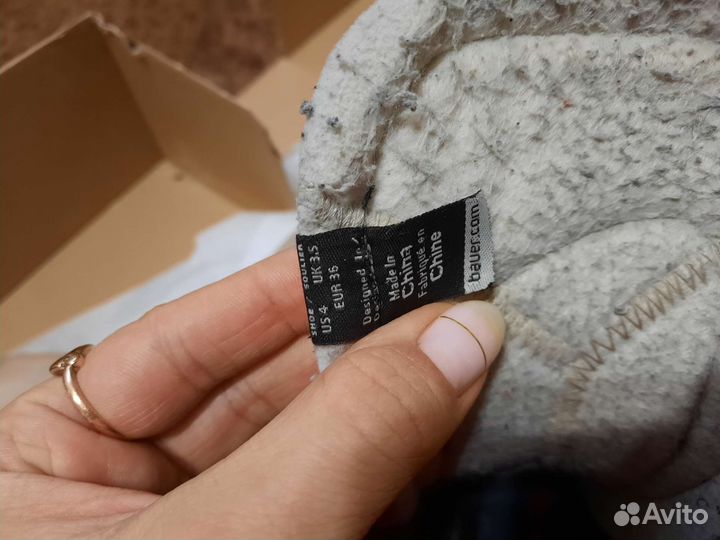 SHOE / SOULIER
US 4 UK 3.5
EUR 36
Designed In
Made In
China
Fabriqué en
Chine
bauer.com
Avito